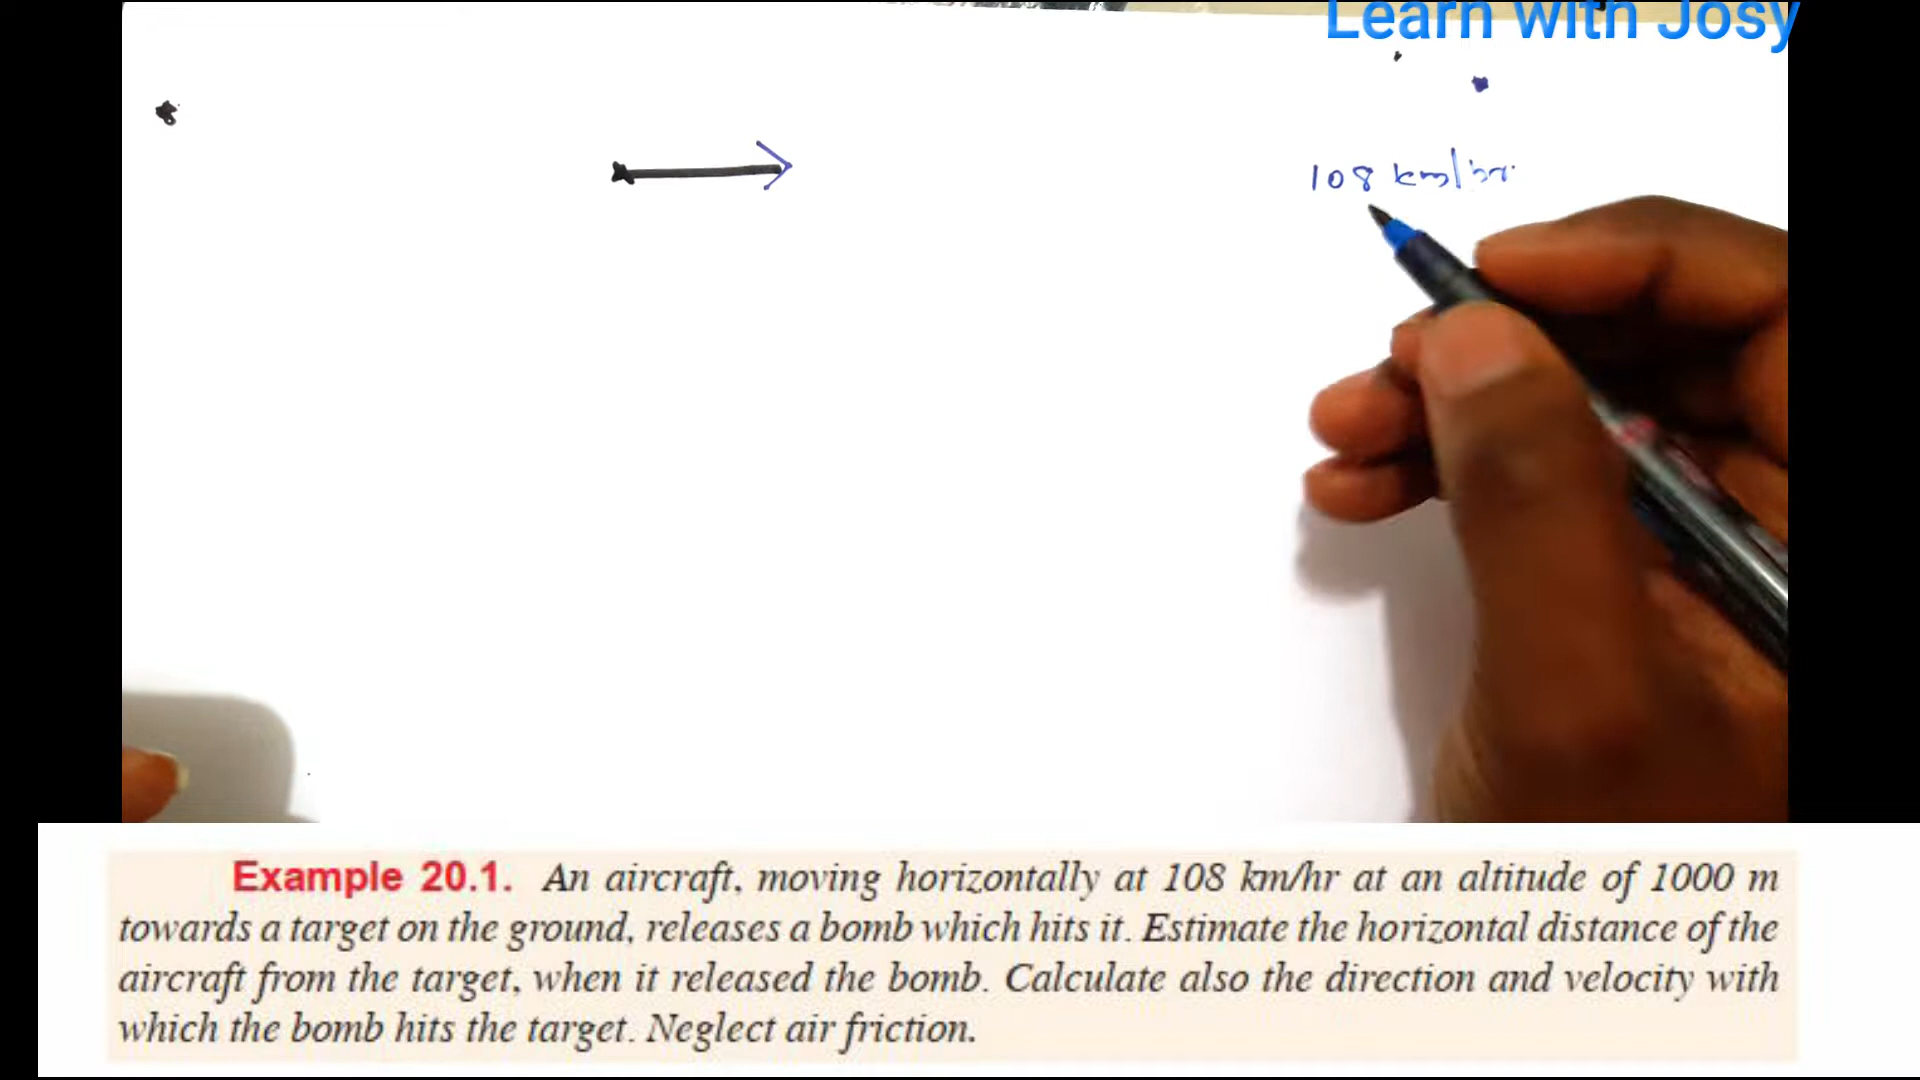 Learn with Josy
108 km/hr
Example 20.1. An aircraft, moving horizontally at 108 km/hr at an altitude of 1000 m
towards a target on the ground, releases a bomb which hits it. Estimate the horizontal distance of the
aircraft from the target, when it released the bomb. Calculate also the direction and velocity with
which the bomb hits the target. Neglect air friction.